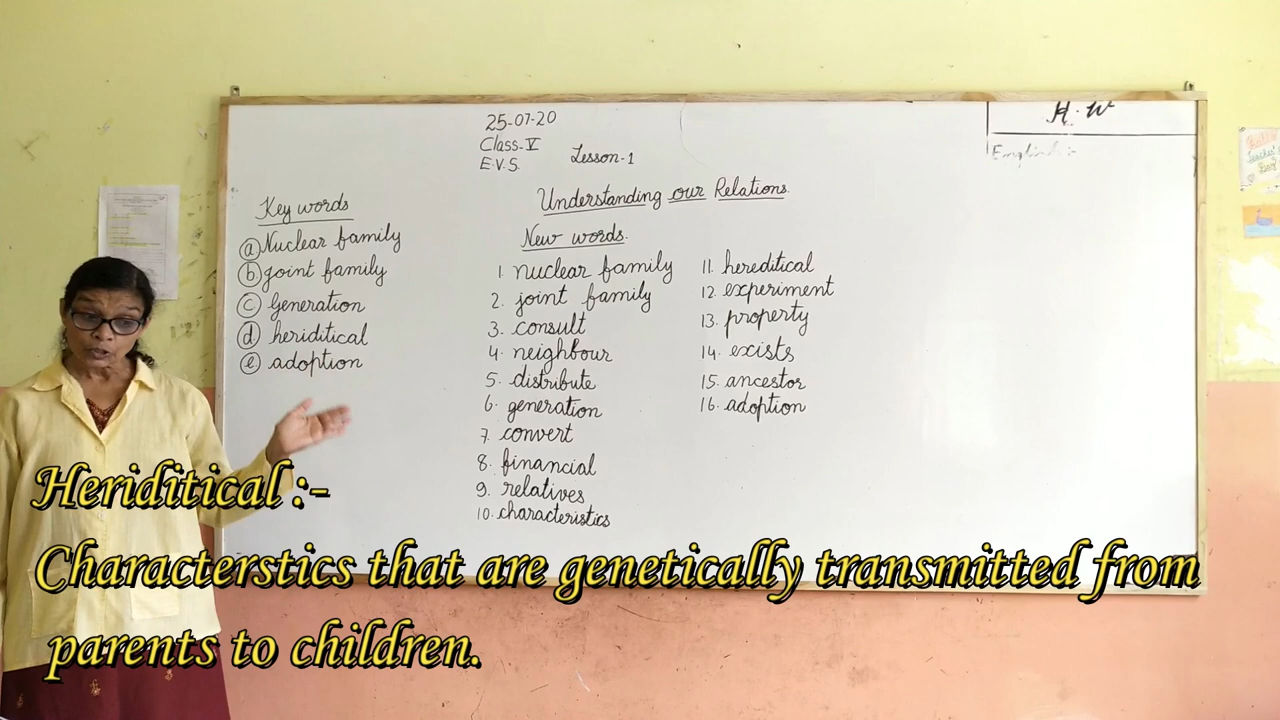 25-07-20
Class-V
E.V.S.
Lesson-1
H.W
English:-
Understanding our Relations.
Key words
a Nuclear family
b joint family
c generation
d heriditical
e adoption
New words.
1. nuclear family
2. joint family
3. consult
4. neighbour
5. distribute
6. generation
7. convert
8. financial
9. relatives
10. characteristics
11. hereditical
12. experiment
13. property
14. exists
15. ancestor
16. adoption
Heriditical :-
Characterstics that are genetically transmitted from
parents to children.